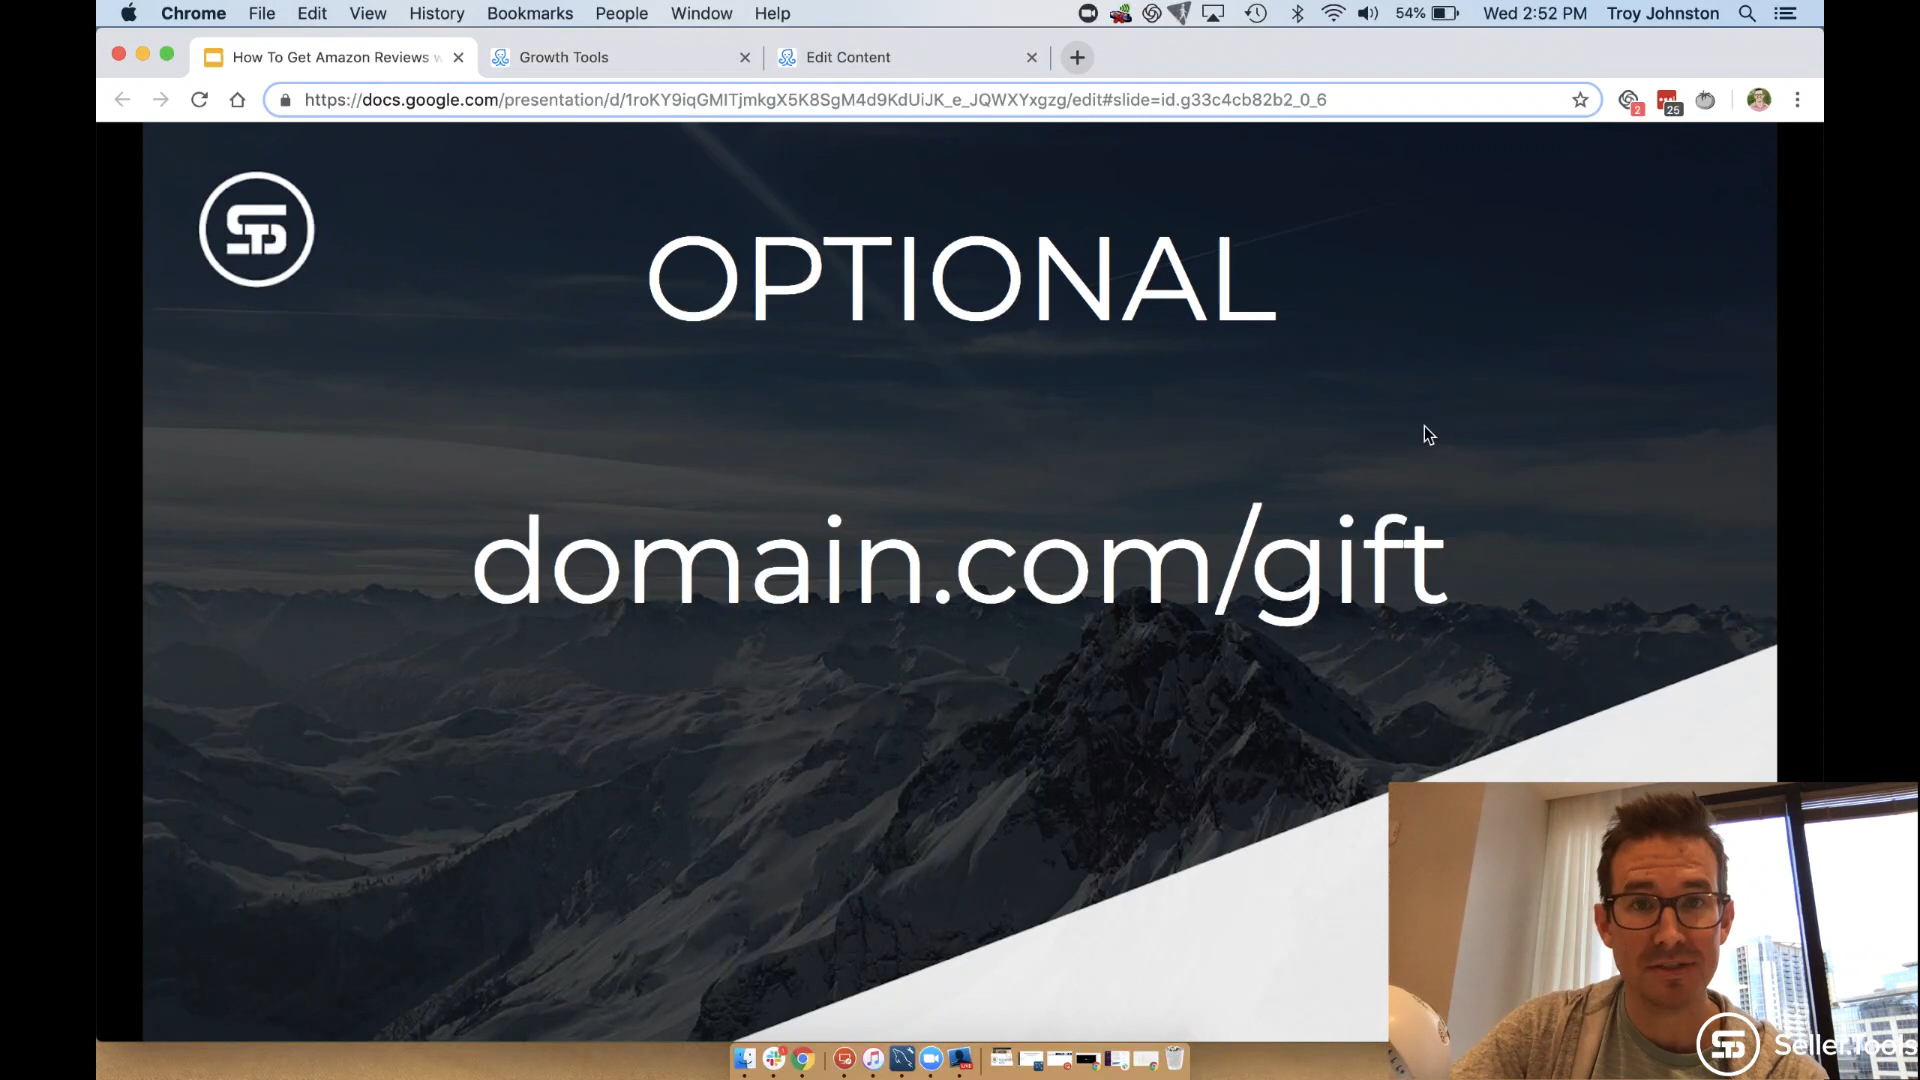 Chrome File Edit View History Bookmarks People Window Help 54% Wed 2:52 PM Troy Johnston
How To Get Amazon Reviews w Growth Tools Edit Content
https://docs.google.com/presentation/d/1roKY9iqGMITjmkgX5K8SgM4d9KdUiJK_e_JQWXYxgzg/edit#slide=id.g33c4cb82b2_0_6 2 25
OPTIONAL
domain.com/gift
Seller.Tools